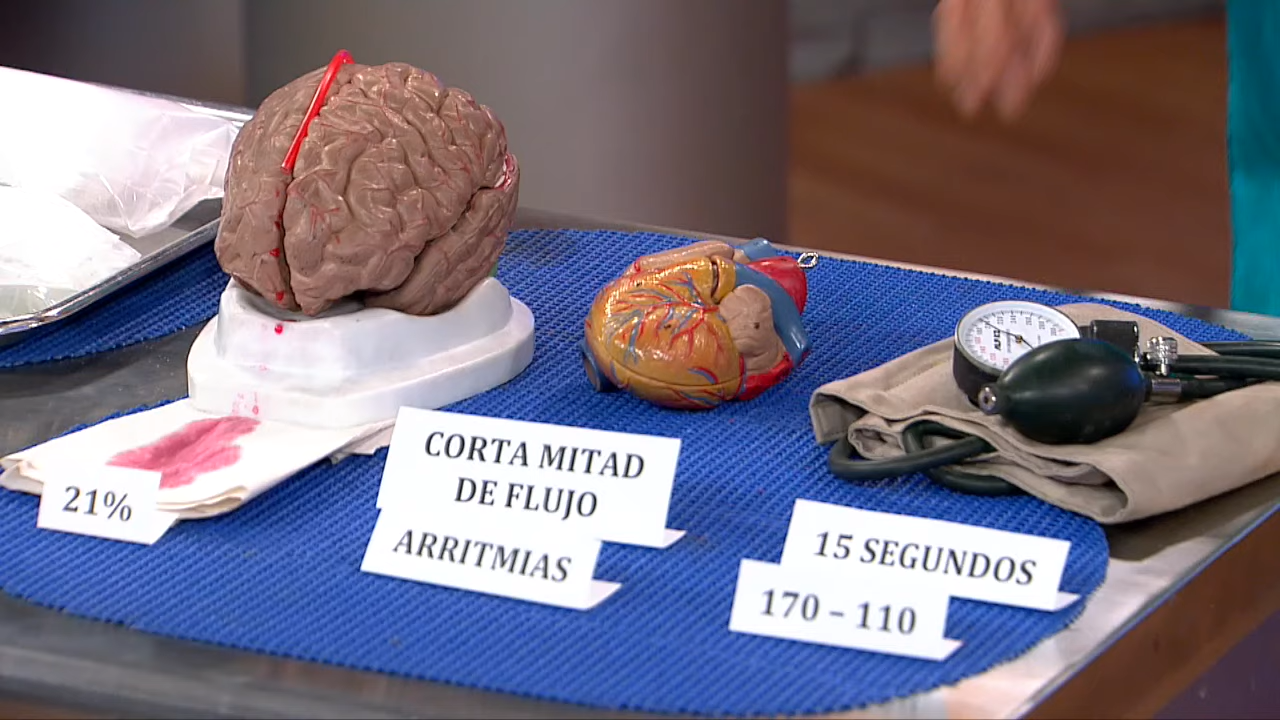 21%
CORTA MITAD
DE FLUJO
ARRITMIAS
15 SEGUNDOS
170 – 110